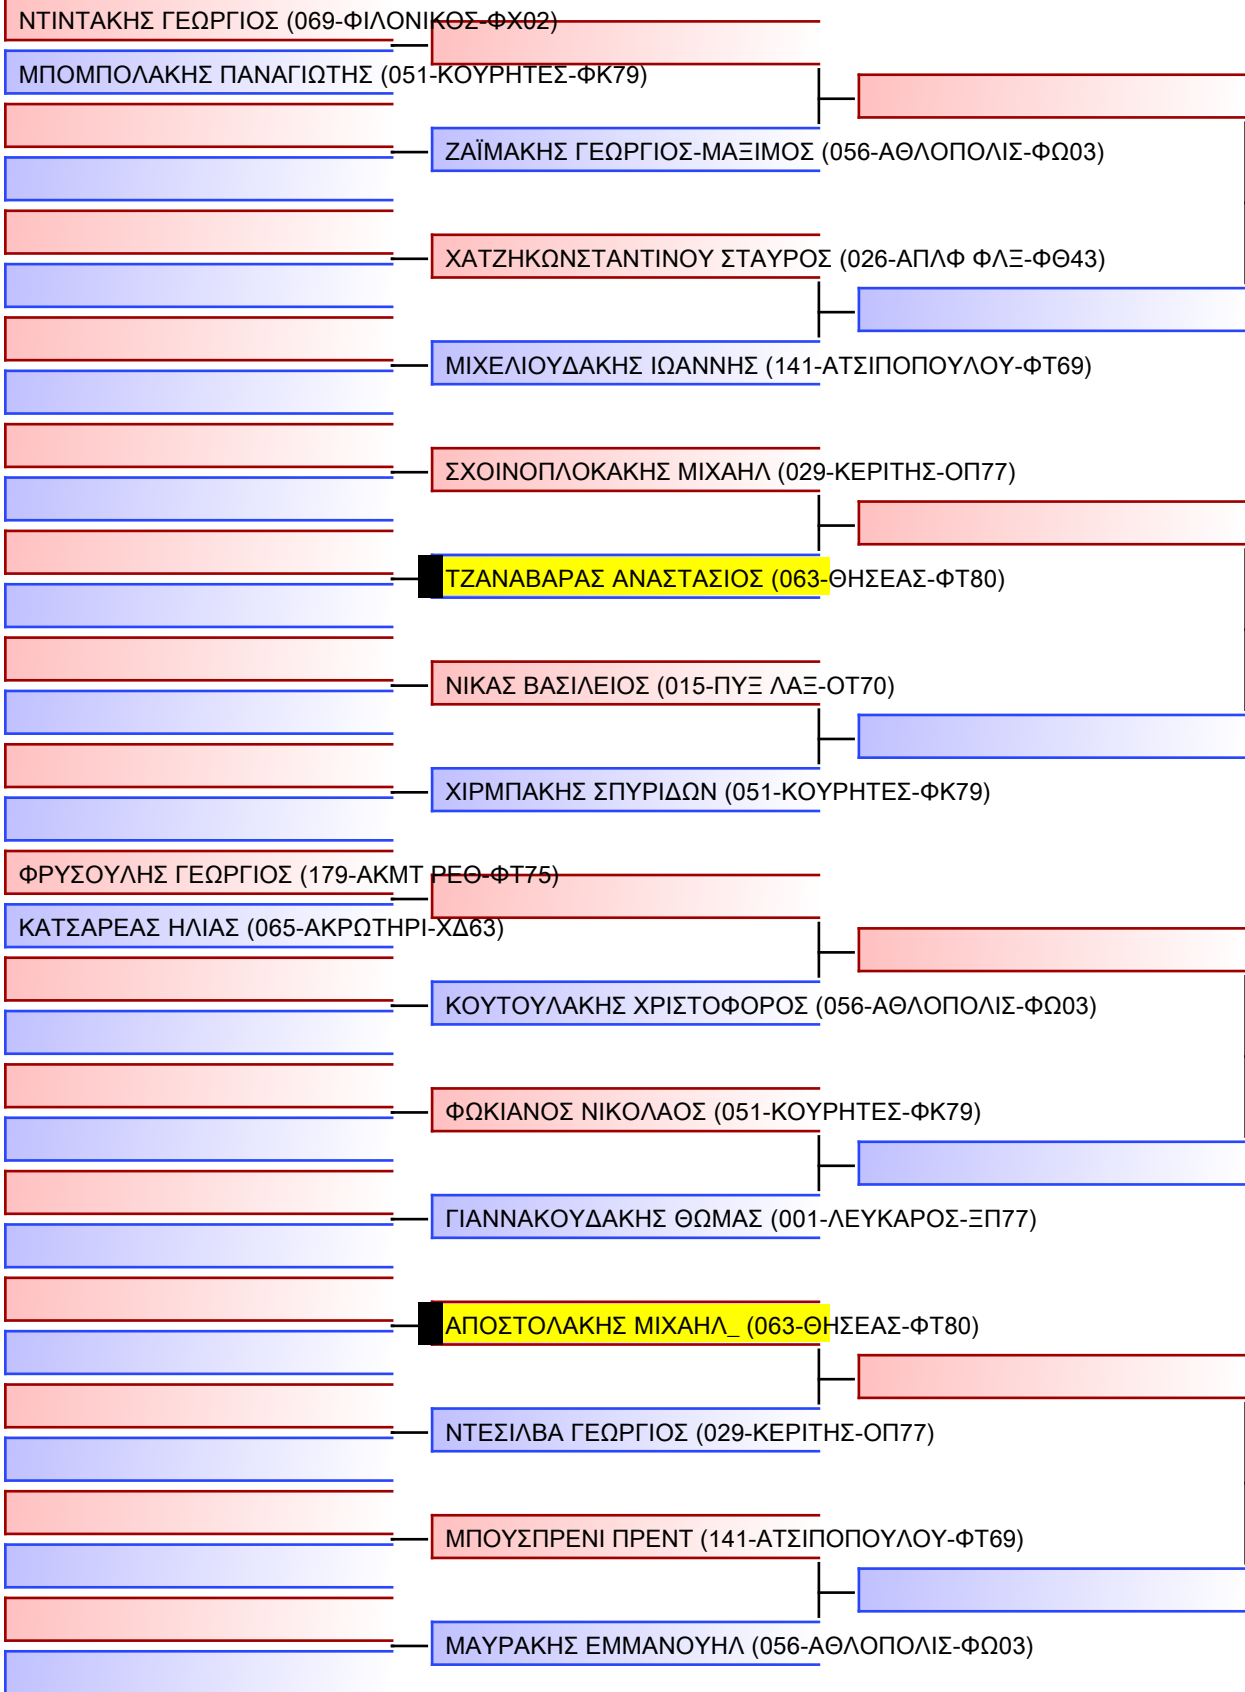 ΝΤΙΝΤΑΚΗΣ ΓΕΩΡΓΙΟΣ (069-ΦΙΛΟΝΙΚΟΣ-ΦΧ02)
ΜΠΟΜΠΟΛΑΚΗΣ ΠΑΝΑΓΙΩΤΗΣ (051-ΚΟΥΡΗΤΕΣ-ΦΚ79)
ΖΑΪΜΑΚΗΣ ΓΕΩΡΓΙΟΣ-ΜΑΞΙΜΟΣ (056-ΑΘΛΟΠΟΛΙΣ-ΦΩ03)
ΧΑΤΖΗΚΩΝΣΤΑΝΤΙΝΟΥ ΣΤΑΥΡΟΣ (026-ΑΠΛΦ ΦΛΞ-ΦΘ43)
ΜΙΧΕΛΙΟΥΔΑΚΗΣ ΙΩΑΝΝΗΣ (141-ΑΤΣΙΠΟΠΟΥΛΟΥ-ΦΤ69)
ΣΧΟΙΝΟΠΛΟΚΑΚΗΣ ΜΙΧΑΗΛ (029-ΚΕΡΙΤΗΣ-ΟΠ77)
ΤΖΑΝΑΒΑΡΑΣ ΑΝΑΣΤΑΣΙΟΣ (063-ΘΗΣΕΑΣ-ΦΤ80)
ΝΙΚΑΣ ΒΑΣΙΛΕΙΟΣ (015-ΠΥΞ ΛΑΞ-ΟΤ70)
ΧΙΡΜΠΑΚΗΣ ΣΠΥΡΙΔΩΝ (051-ΚΟΥΡΗΤΕΣ-ΦΚ79)
ΦΡΥΣΟΥΛΗΣ ΓΕΩΡΓΙΟΣ (179-ΑΚΜΤ ΡΕΘ-ΦΤ75)
ΚΑΤΣΑΡΕΑΣ ΗΛΙΑΣ (065-ΑΚΡΩΤΗΡΙ-ΧΔ63)
ΚΟΥΤΟΥΛΑΚΗΣ ΧΡΙΣΤΟΦΟΡΟΣ (056-ΑΘΛΟΠΟΛΙΣ-ΦΩ03)
ΦΩΚΙΑΝΟΣ ΝΙΚΟΛΑΟΣ (051-ΚΟΥΡΗΤΕΣ-ΦΚ79)
ΓΙΑΝΝΑΚΟΥΔΑΚΗΣ ΘΩΜΑΣ (001-ΛΕΥΚΑΡΟΣ-ΞΠ77)
ΑΠΟΣΤΟΛΑΚΗΣ ΜΙΧΑΗΛ_ (063-ΘΗΣΕΑΣ-ΦΤ80)
ΝΤΕΣΙΛΒΑ ΓΕΩΡΓΙΟΣ (029-ΚΕΡΙΤΗΣ-ΟΠ77)
ΜΠΟΥΣΠΡΕΝΙ ΠΡΕΝΤ (141-ΑΤΣΙΠΟΠΟΥΛΟΥ-ΦΤ69)
ΜΑΥΡΑΚΗΣ ΕΜΜΑΝΟΥΗΛ (056-ΑΘΛΟΠΟΛΙΣ-ΦΩ03)